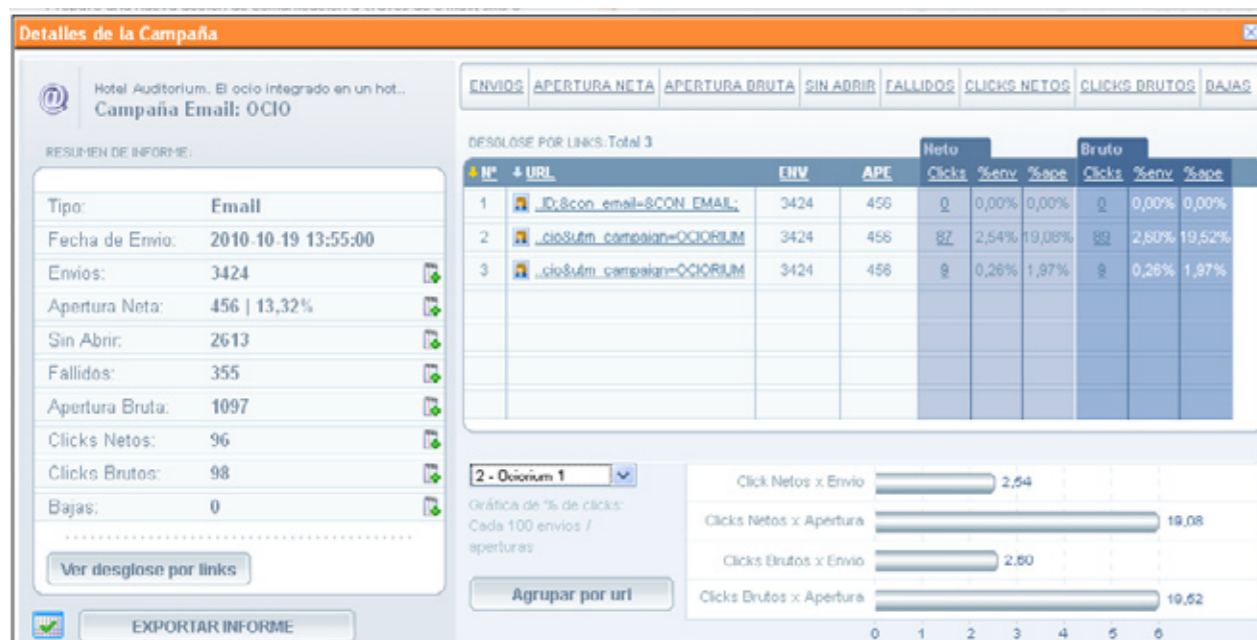 Detalles de la Campaña
Hotel Auditorium. El ocio integrado en un hot..
Campaña Email: OCIO
RESUMEN DE INFORME:
Tipo: Email
Fecha de Envio: 2010-10-19 13:55:00
Envios: 3424
Apertura Neta: 456 | 13,32%
Sin Abrir: 2613
Fallidos: 355
Apertura Bruta: 1097
Clicks Netos: 96
Clicks Brutos: 98
Bajas: 0
Ver desglose por links
EXPORTAR INFORME
ENVIOS APERTURA NETA APERTURA BRUTA SIN ABRIR FALLIDOS CLICKS NETOS CLICKS BRUTOS BAJAS
DESGLOSE POR LINKS: Total 3
Neto Bruto
Nº URL ENV APE Clicks %env %ape Clicks %env %ape
1 ..ID;&con_email=&CON_EMAIL; 3424 456 0 0,00% 0,00% 0 0,00% 0,00%
2 ..cio&utm_campaign=OCIORIUM 3424 456 87 2,54% 19,08% 89 2,60% 19,52%
3 ..cio&utm_campaign=OCIORIUM 3424 456 9 0,26% 1,97% 9 0,26% 1,97%
2 - Ociorium 1
Gráfica de % de clicks:
Cada 100 envios /
aperturas
Agrupar por url
Click Netos x Envio 2,54
Clicks Netos x Apertura 19,08
Clicks Brutos x Envio 2,60
Clicks Brutos x Apertura 19,52
0 1 2 3 4 5 6